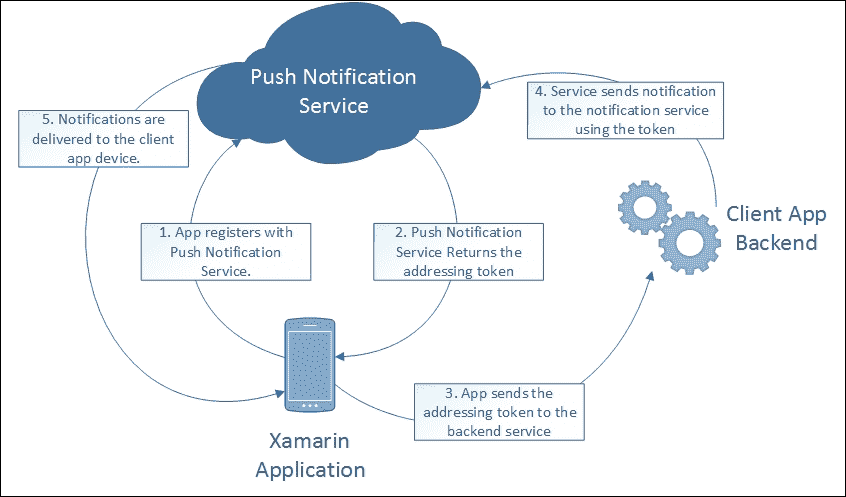 Push Notification
Service
5. Notifications are
delivered to the client
app device.
4. Service sends notification
to the notification service
using the token
1. App registers with
Push Notification
Service.
2. Push Notification
Service Returns the
addressing token
Client App
Backend
3. App sends the
addressing token to the
backend service
Xamarin
Application